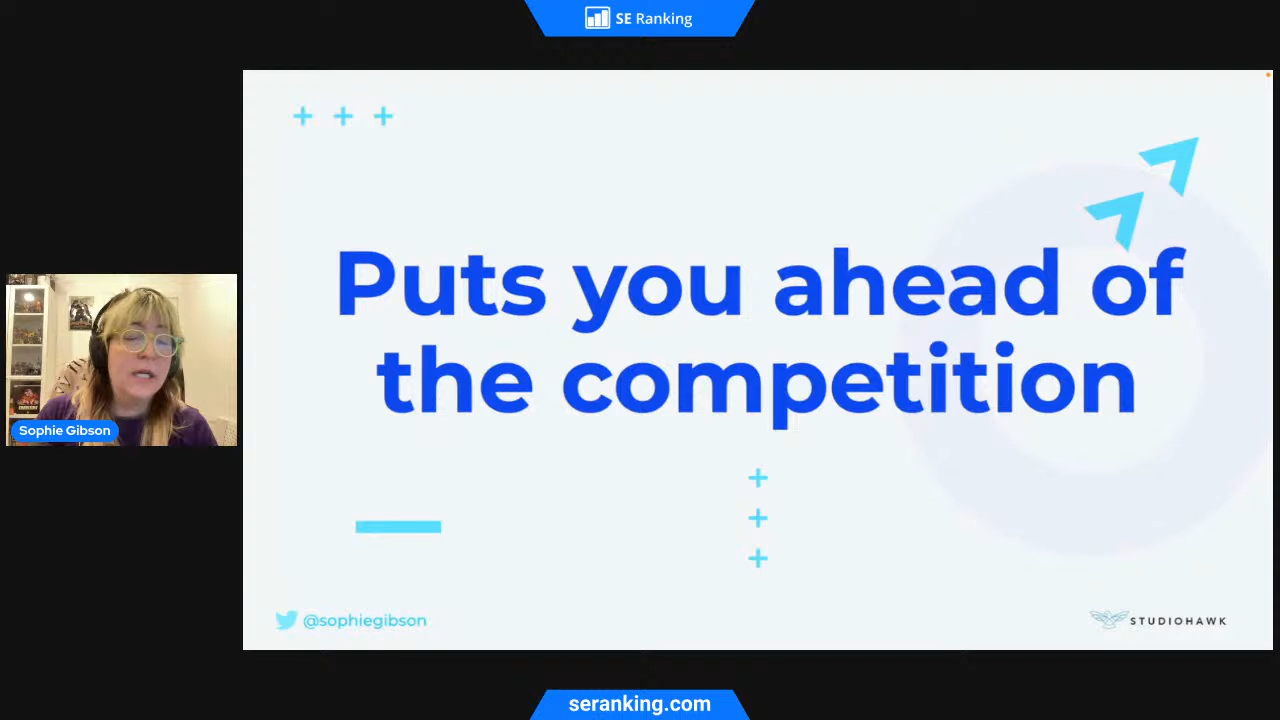 SE Ranking
Puts you ahead of
the competition
Sophie Gibson
@sophiegibson
STUDIOHAWK
seranking.com